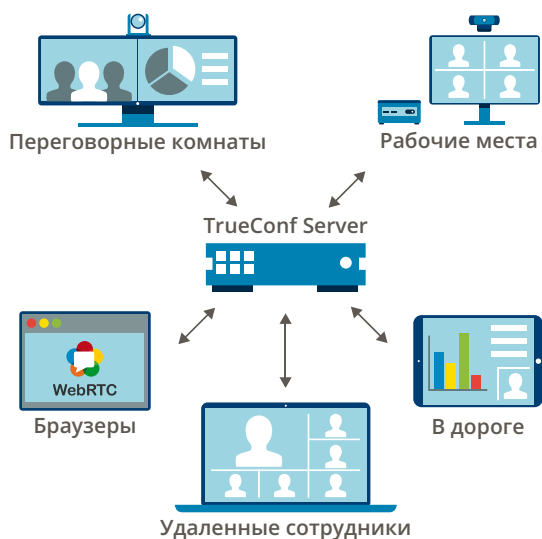 Переговорные комнаты
Рабочие места
TrueConf Server
WebRTC
Браузеры
В дороге
Удаленные сотрудники